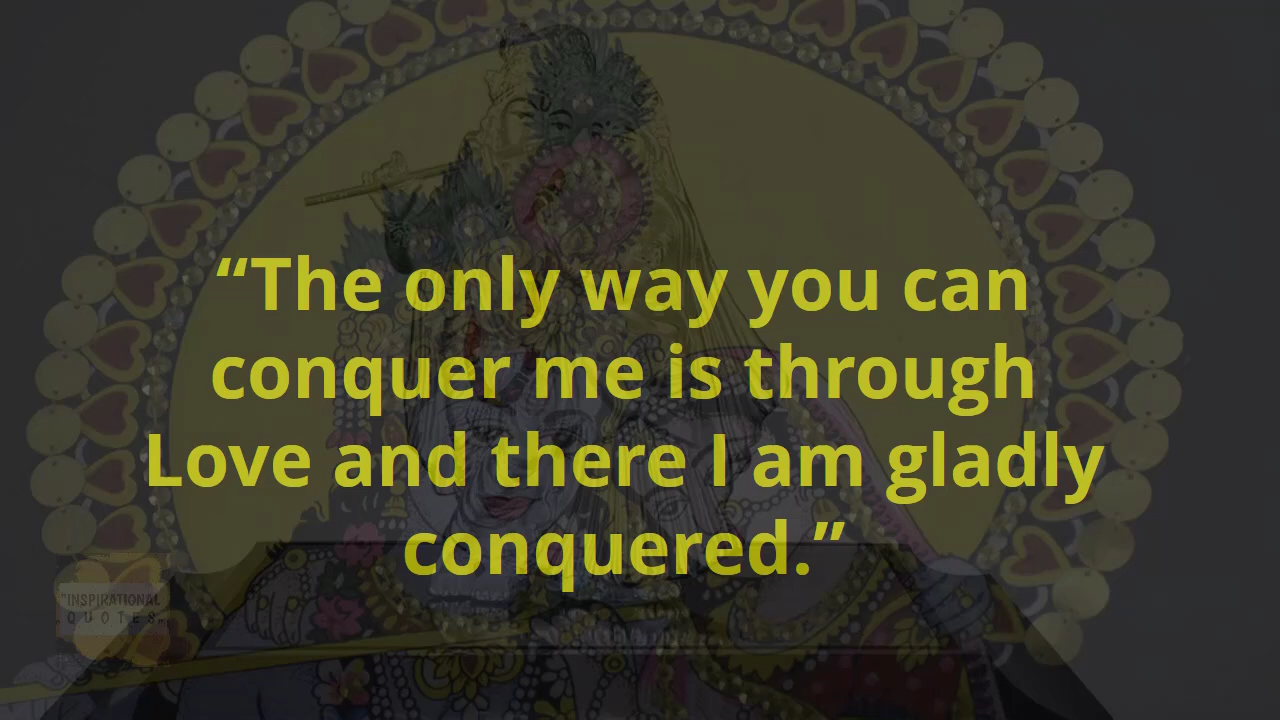 “The only way you can
conquer me is through
Love and there I am gladly
conquered.”
"INSPIRATIONAL
QUOTES"